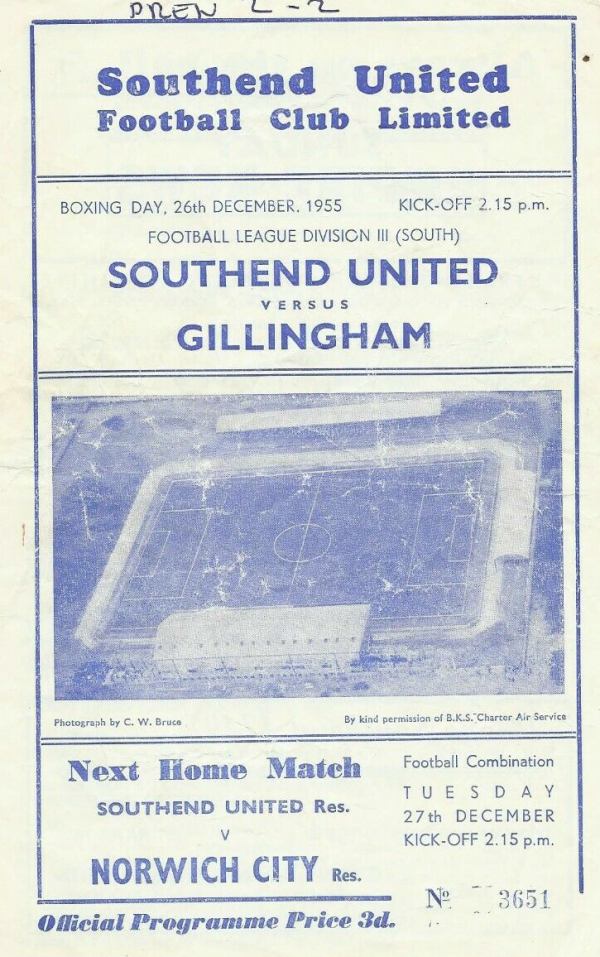 DREW 2-2
Southend United
Football Club Limited
BOXING DAY, 26th DECEMBER, 1955 KICK-OFF 2.15 p.m.
FOOTBALL LEAGUE DIVISION III (SOUTH)
SOUTHEND UNITED
VERSUS
GILLINGHAM
Photograph by C. W. Bruce By kind permission of B.K.S. Charter Air Service
Next Home Match
SOUTHEND UNITED Res.
V
NORWICH CITY Res.
Football Combination
TUESDAY
27th DECEMBER
KICK-OFF 2.15 p.m.
Official Programme Price 3d.
No 3651